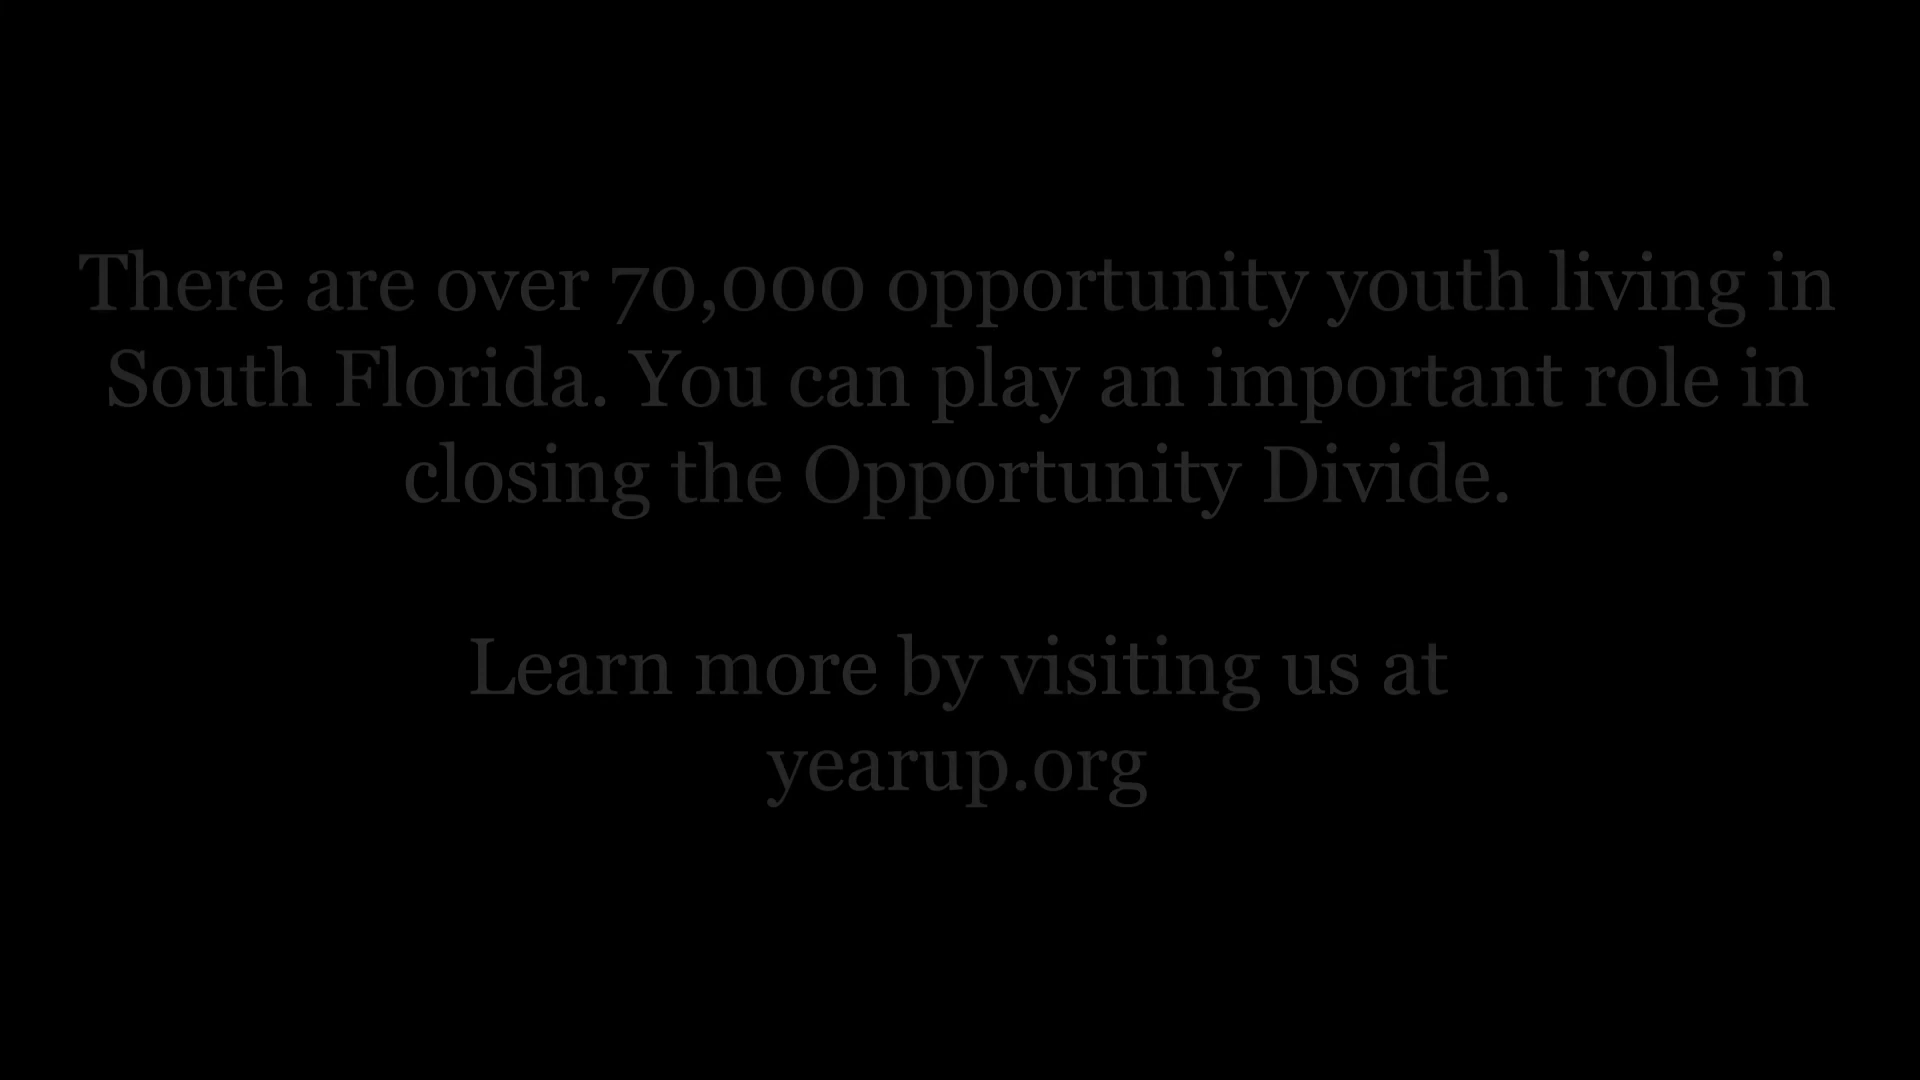 There are over 70,000 opportunity youth living in
South Florida. You can play an important role in
closing the Opportunity Divide.
Learn more by visiting us at
yearup.org